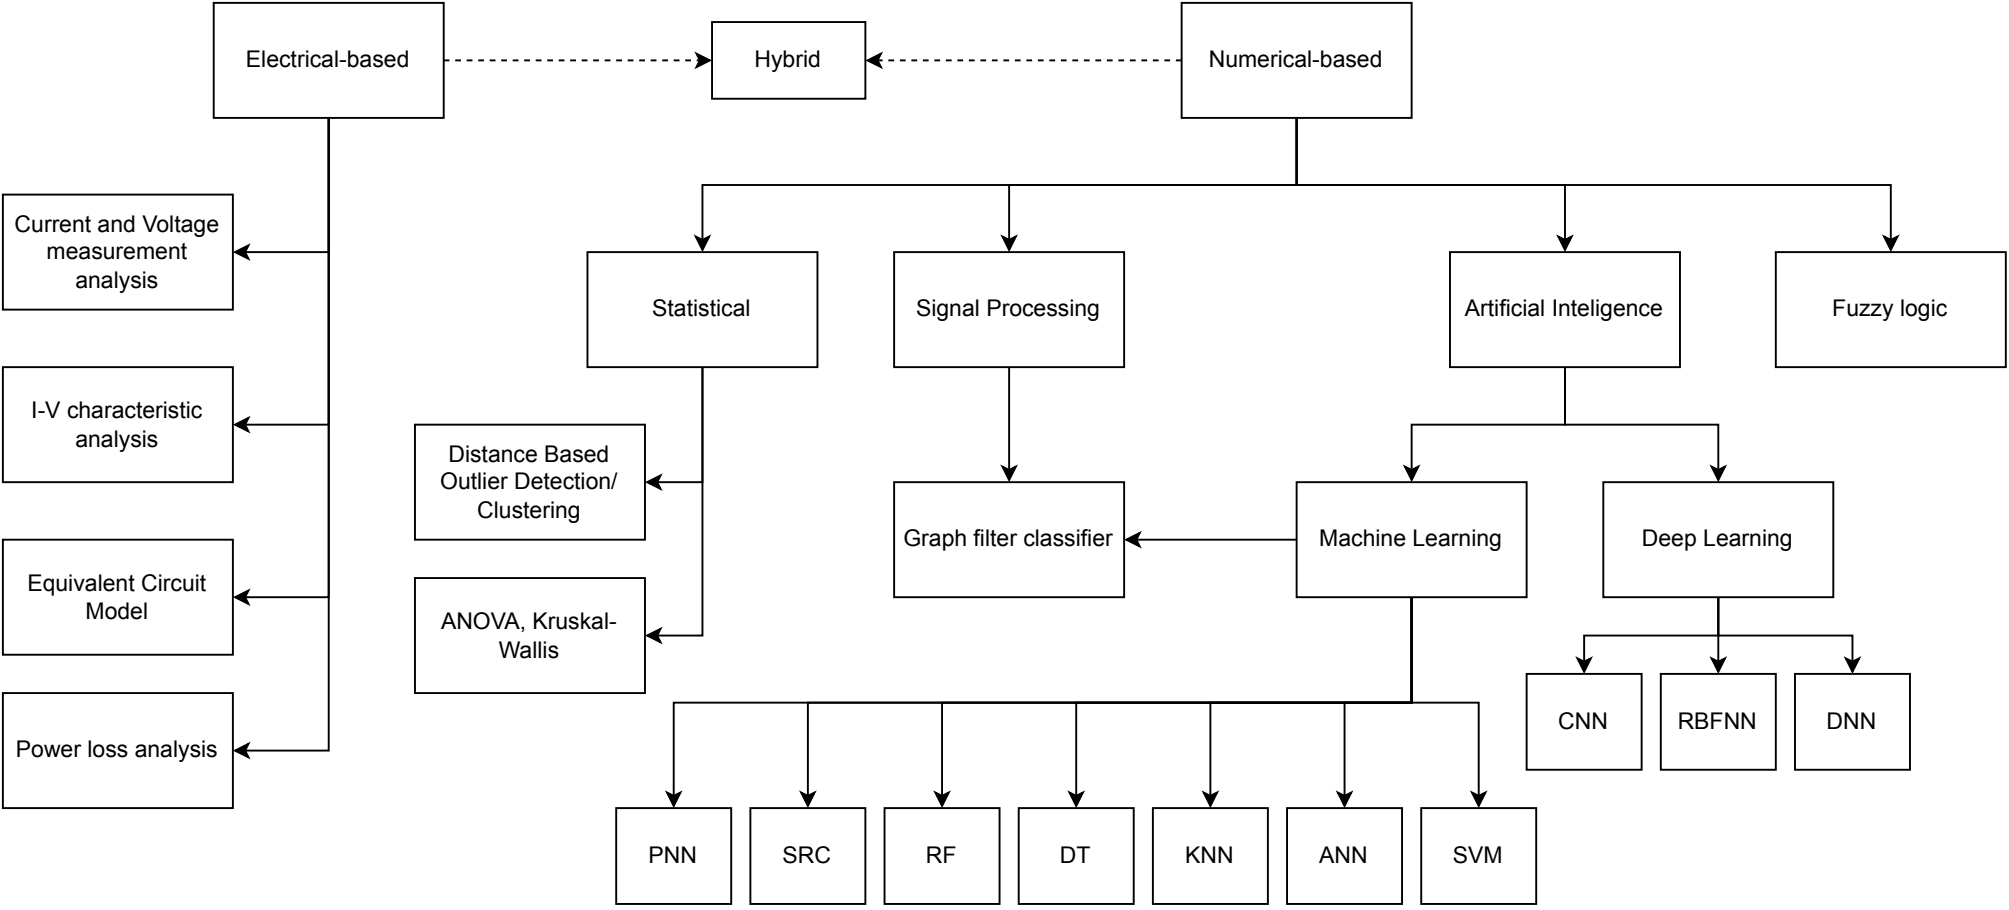 Electrical-based
Hybrid
Numerical-based
Current and Voltage
measurement
analysis
I-V characteristic
analysis
Equivalent Circuit
Model
Power loss analysis
Statistical
Signal Processing
Artificial Inteligence
Fuzzy logic
Distance Based
Outlier Detection/
Clustering
ANOVA, Kruskal-
Wallis
Graph filter classifier
Machine Learning
Deep Learning
CNN
RBFNN
DNN
PNN
SRC
RF
DT
KNN
ANN
SVM